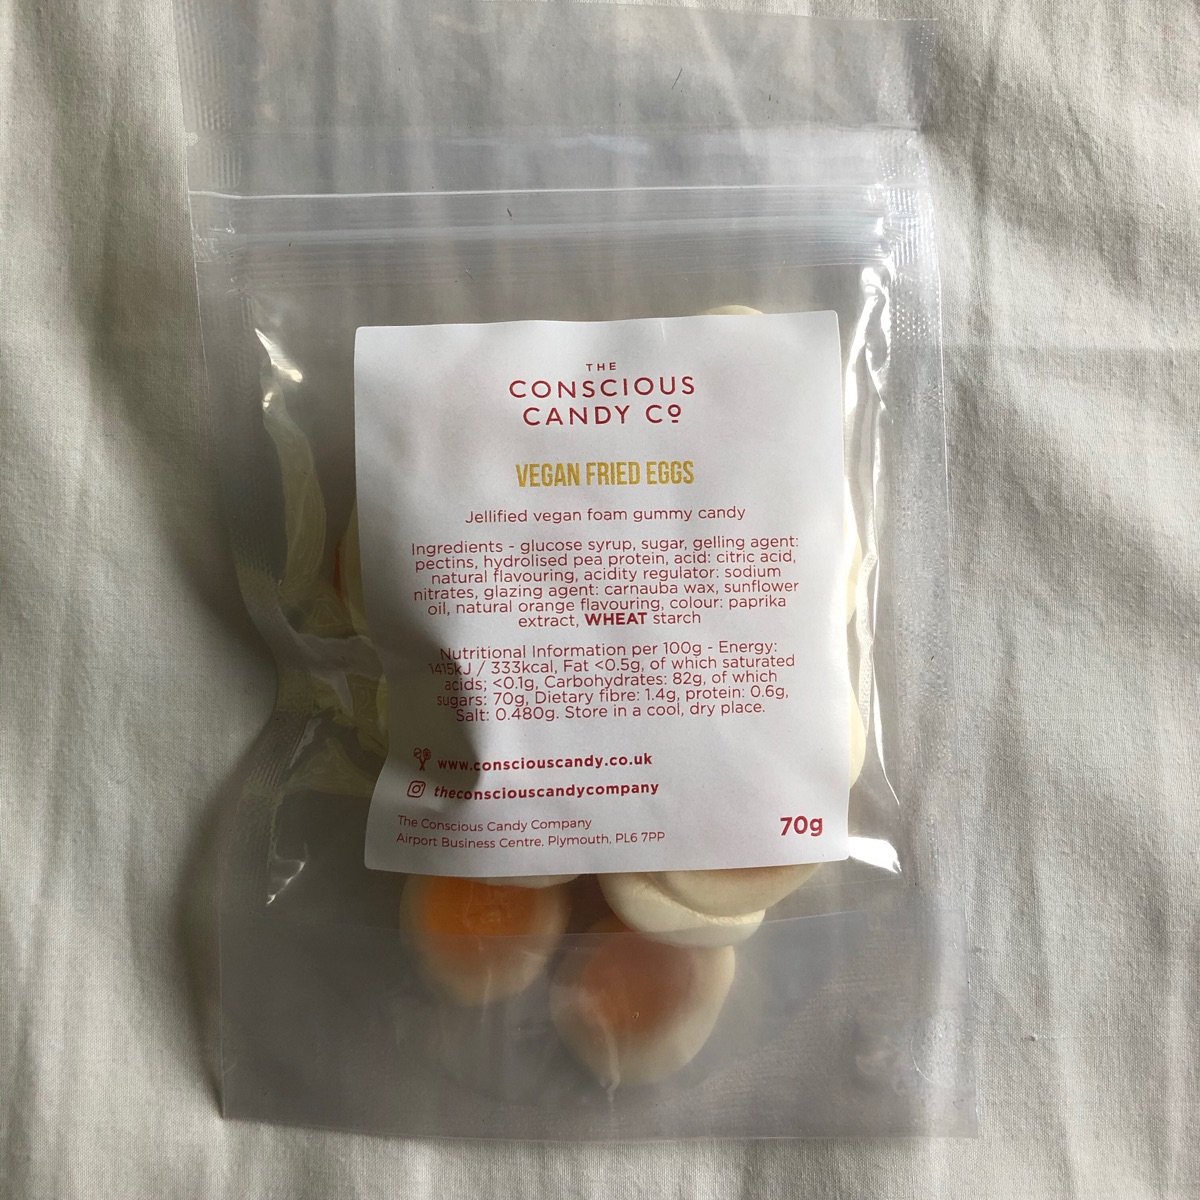 THE
CONSCIOUS
CANDY Cº
VEGAN FRIED EGGS
Jellified vegan foam gummy candy
Ingredients - glucose syrup, sugar, gelling agent:
pectins, hydrolised pea protein, acid: citric acid,
natural flavouring, acidity regulator: sodium
nitrates, glazing agent: carnauba wax, sunflower
oil, natural orange flavouring, colour: paprika
extract, WHEAT starch
Nutritional Information per 100g - Energy:
1415kJ / 333kcal, Fat <0.5g, of which saturated
acids; <0.1g, Carbohydrates: 82g, of which
sugars: 70g, Dietary fibre: 1.4g, protein: 0.6g,
Salt: 0.480g. Store in a cool, dry place.
www.consciouscandy.co.uk
theconsciouscandycompany
The Conscious Candy Company
Airport Business Centre, Plymouth, PL6 7PP
70g